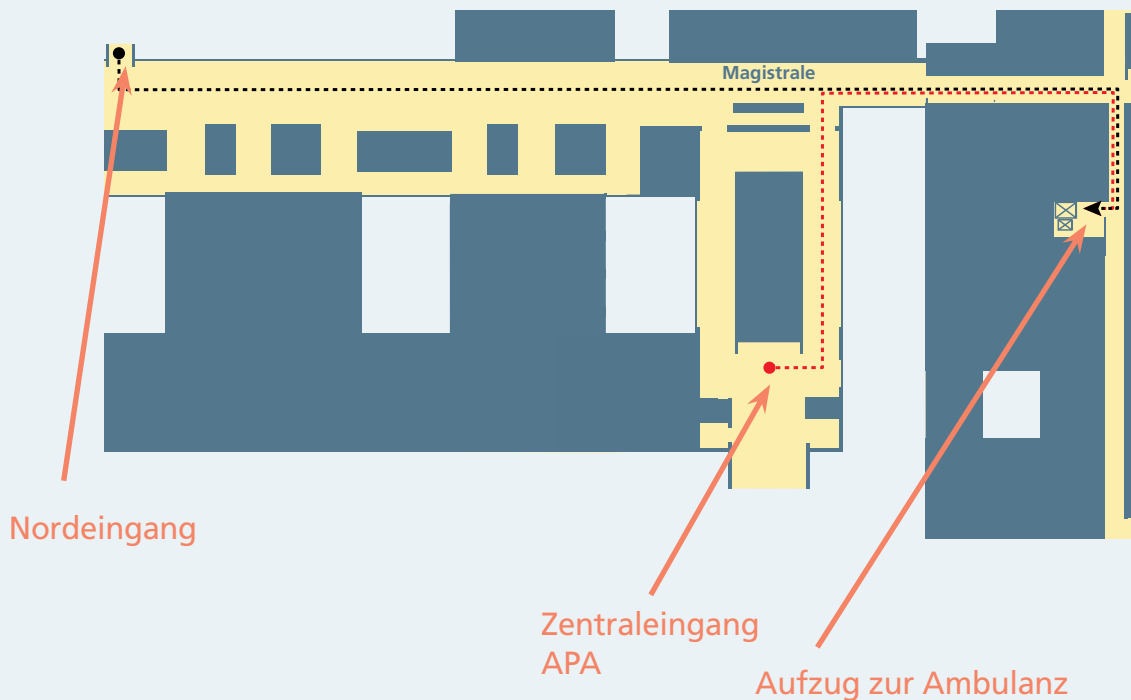 Magistrale
Nordeingang
Zentraleingang
APA
Aufzug zur Ambulanz